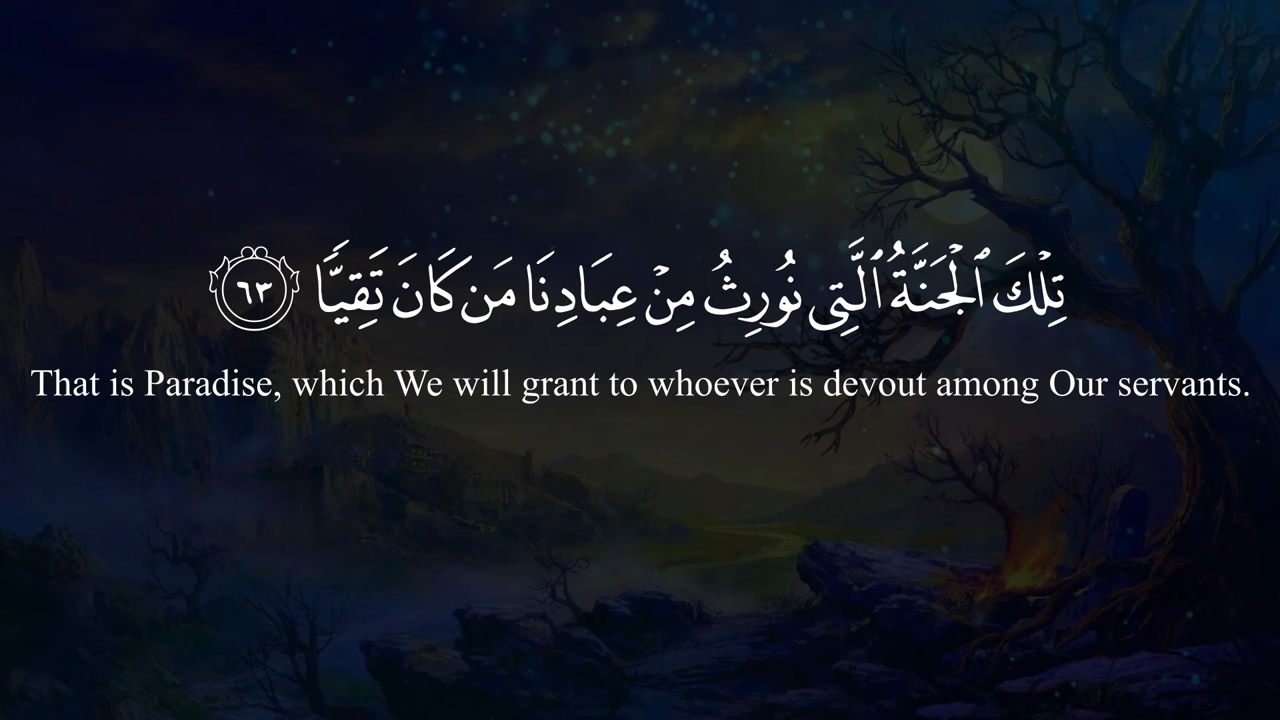 تِلْكَ ٱلْجَنَّةُ ٱلَّتِى نُورِثُ مِنْ عِبَادِنَا مَن كَانَ تَقِيًّا ٦٣
That is Paradise, which We will grant to whoever is devout among Our servants.